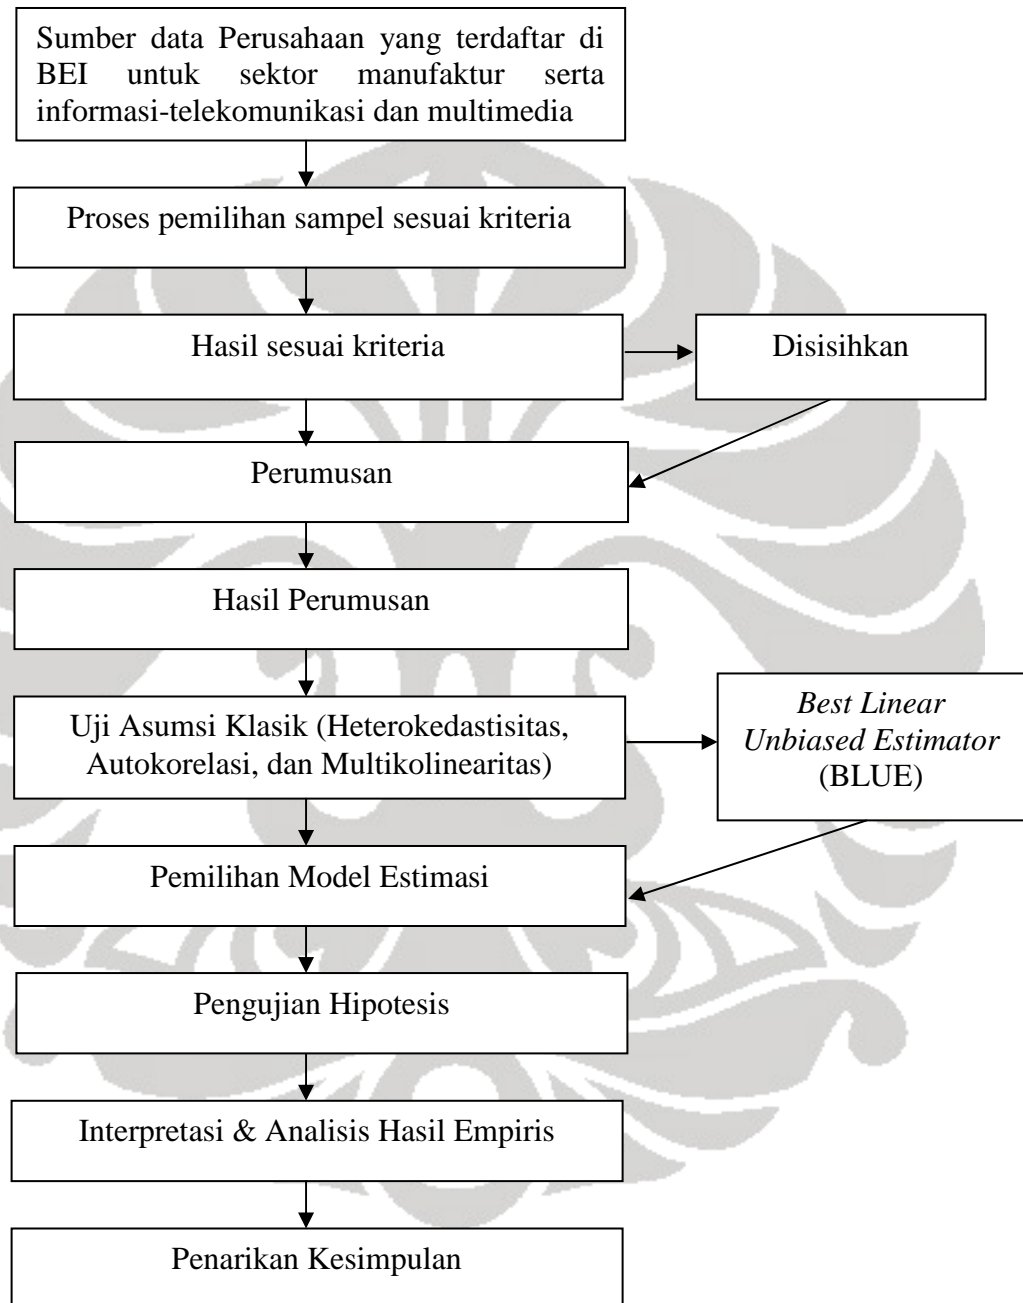 Sumber data Perusahaan yang terdaftar di
BEI untuk sektor manufaktur serta
informasi-telekomunikasi dan multimedia
Proses pemilihan sampel sesuai kriteria
Hasil sesuai kriteria
Disisihkan
Perumusan
Hasil Perumusan
Uji Asumsi Klasik (Heterokedastisitas,
Autokorelasi, dan Multikolinearitas)
Best Linear
Unbiased Estimator
(BLUE)
Pemilihan Model Estimasi
Pengujian Hipotesis
Interpretasi & Analisis Hasil Empiris
Penarikan Kesimpulan